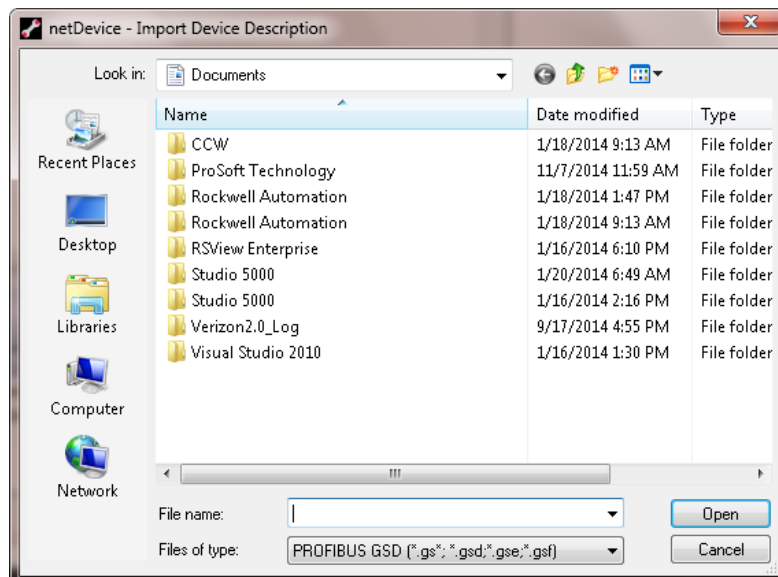 netDevice - Import Device Description
Look in: Documents
Name Date modified Type
CCW 1/18/2014 9:13 AM File folder
ProSoft Technology 11/7/2014 11:59 AM File folder
Rockwell Automation 1/18/2014 1:47 PM File folder
Rockwell Automation 1/18/2014 9:13 AM File folder
RSView Enterprise 1/16/2014 6:10 PM File folder
Studio 5000 1/20/2014 6:49 AM File folder
Studio 5000 1/16/2014 2:16 PM File folder
Verizon2.0_Log 9/17/2014 4:55 PM File folder
Visual Studio 2010 1/16/2014 1:30 PM File folder
Recent Places
Desktop
Libraries
Computer
Network
File name: Open
Files of type: PROFIBUS GSD (*.gs*; *.gsd;*.gse;*.gsf) Cancel